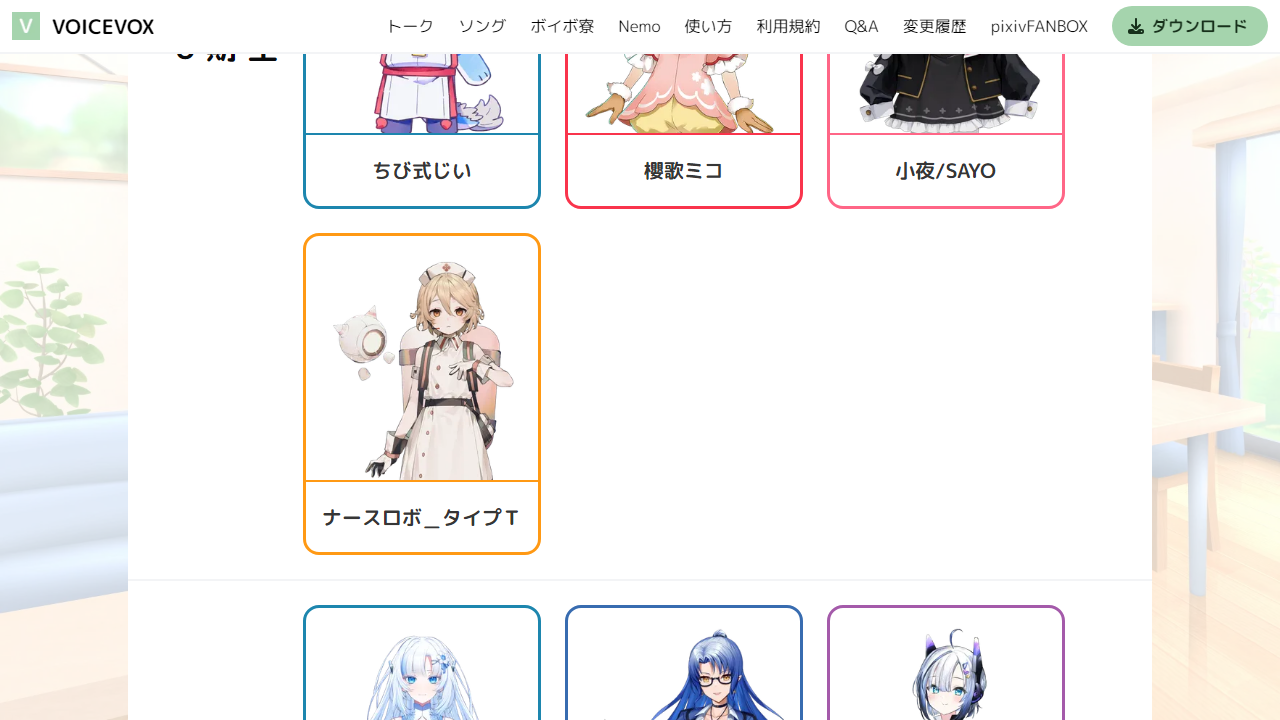 V VOICEVOX トーク ソング ボイボ寮 Nemo 使い方 利用規約 Q&A 変更履歴 pixivFANBOX ダウンロード
期生
ちび式じい 櫻歌ミコ 小夜/SAYO
ナースロボ＿タイプＴ